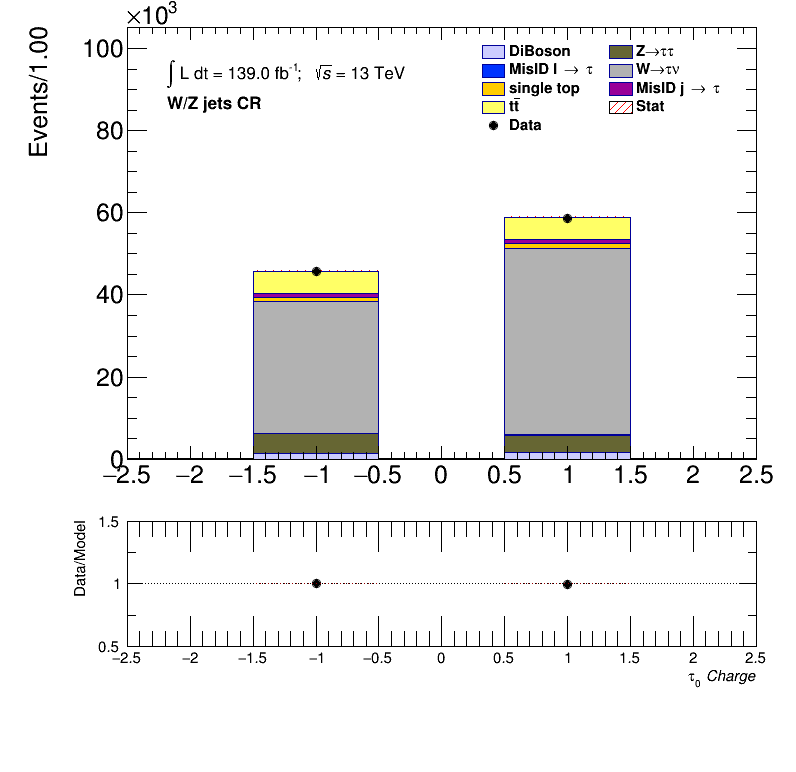 ×10³
Events/1.00
100
80
60
40
20
0
∫ L dt = 139.0 fb⁻¹; √s = 13 TeV
W/Z jets CR
DiBoson Z→ττ
MisID l → τ W→τν
single top MisID j → τ
tt̄ Stat
Data
−2.5 −2 −1.5 −1 −0.5 0 0.5 1 1.5 2 2.5
Data/Model
1.5
1
0.5
−2.5 −2 −1.5 −1 −0.5 0 0.5 1 1.5 2 2.5
τ₀ Charge